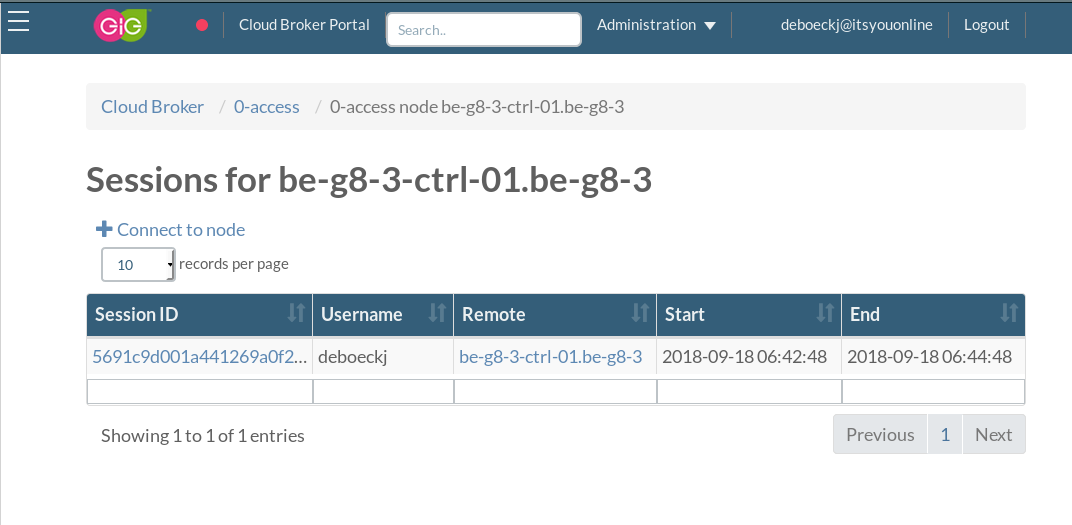 GiG Cloud Broker Portal Search.. Administration deboeckj@itsyouonline Logout
Cloud Broker / 0-access / 0-access node be-g8-3-ctrl-01.be-g8-3
Sessions for be-g8-3-ctrl-01.be-g8-3
Connect to node
10 records per page
Session ID Username Remote Start End
5691c9d001a441269a0f2... deboeckj be-g8-3-ctrl-01.be-g8-3 2018-09-18 06:42:48 2018-09-18 06:44:48
Showing 1 to 1 of 1 entries Previous 1 Next